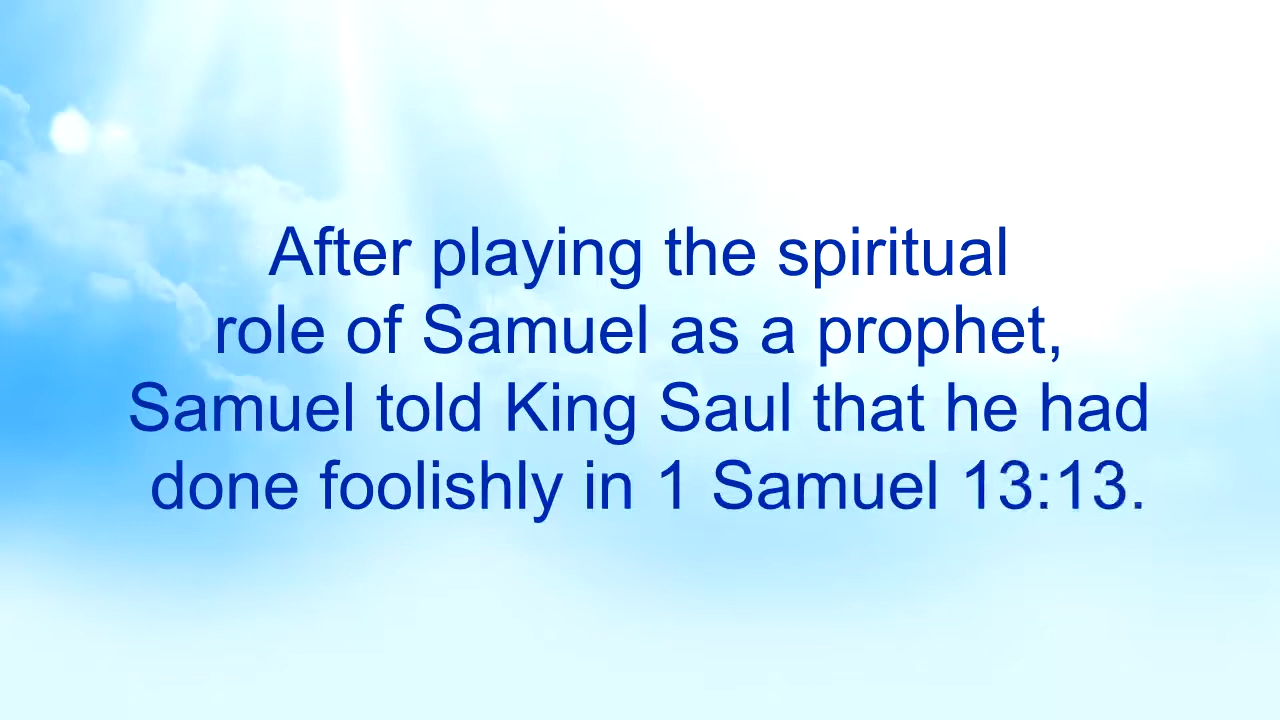 After playing the spiritual
role of Samuel as a prophet,
Samuel told King Saul that he had
done foolishly in 1 Samuel 13:13.